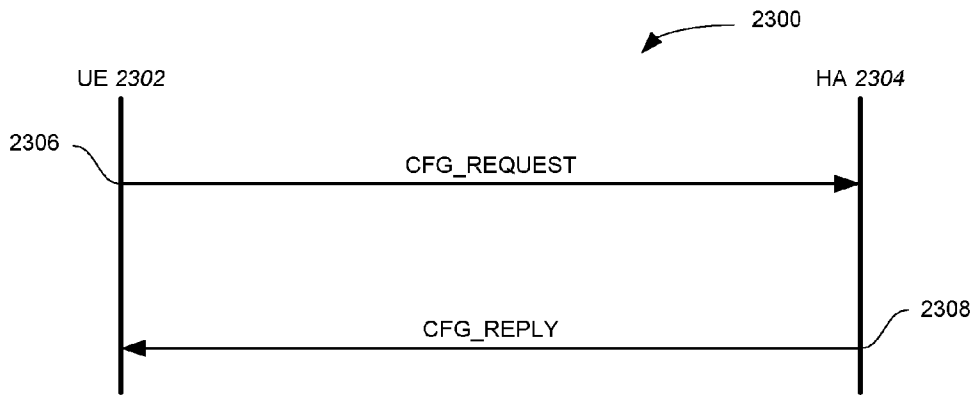 2300
UE 2302
HA 2304
2306
CFG_REQUEST
2308
CFG_REPLY